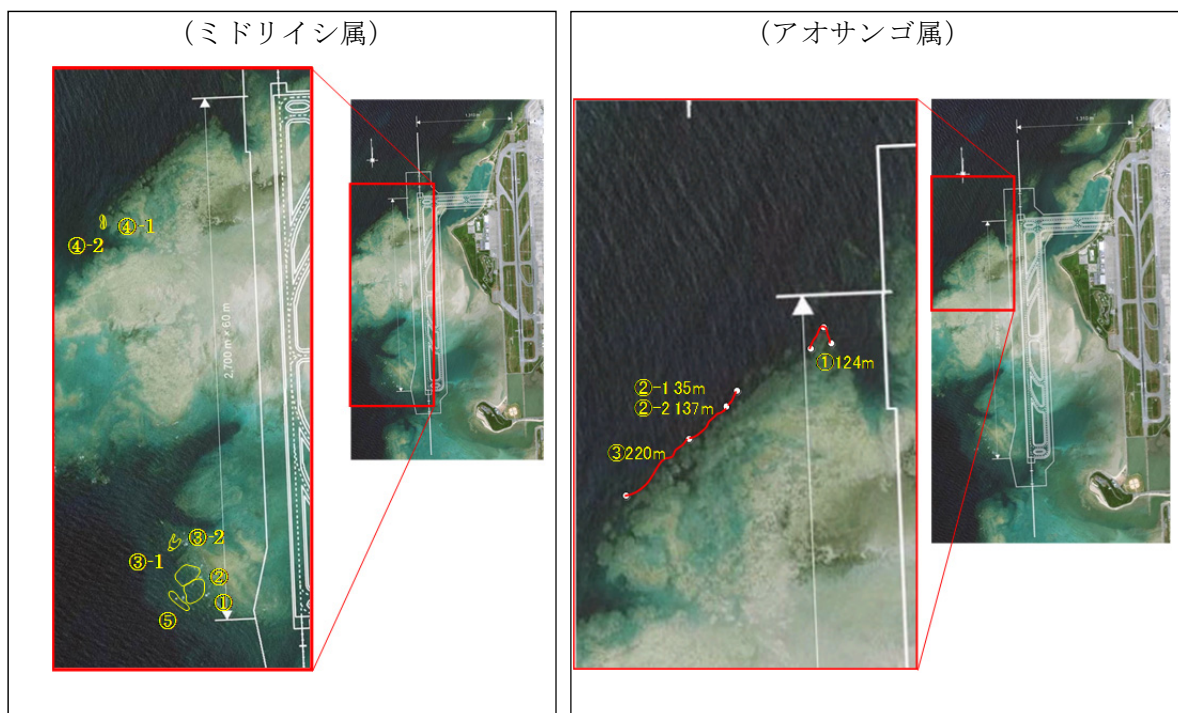 （ミドリイシ属）
④-1
④-2
2,700 m × 60 m
③-2
③-1
②
①
⑤
（アオサンゴ属）
①124m
②-1 35m
②-2 137m
③220m